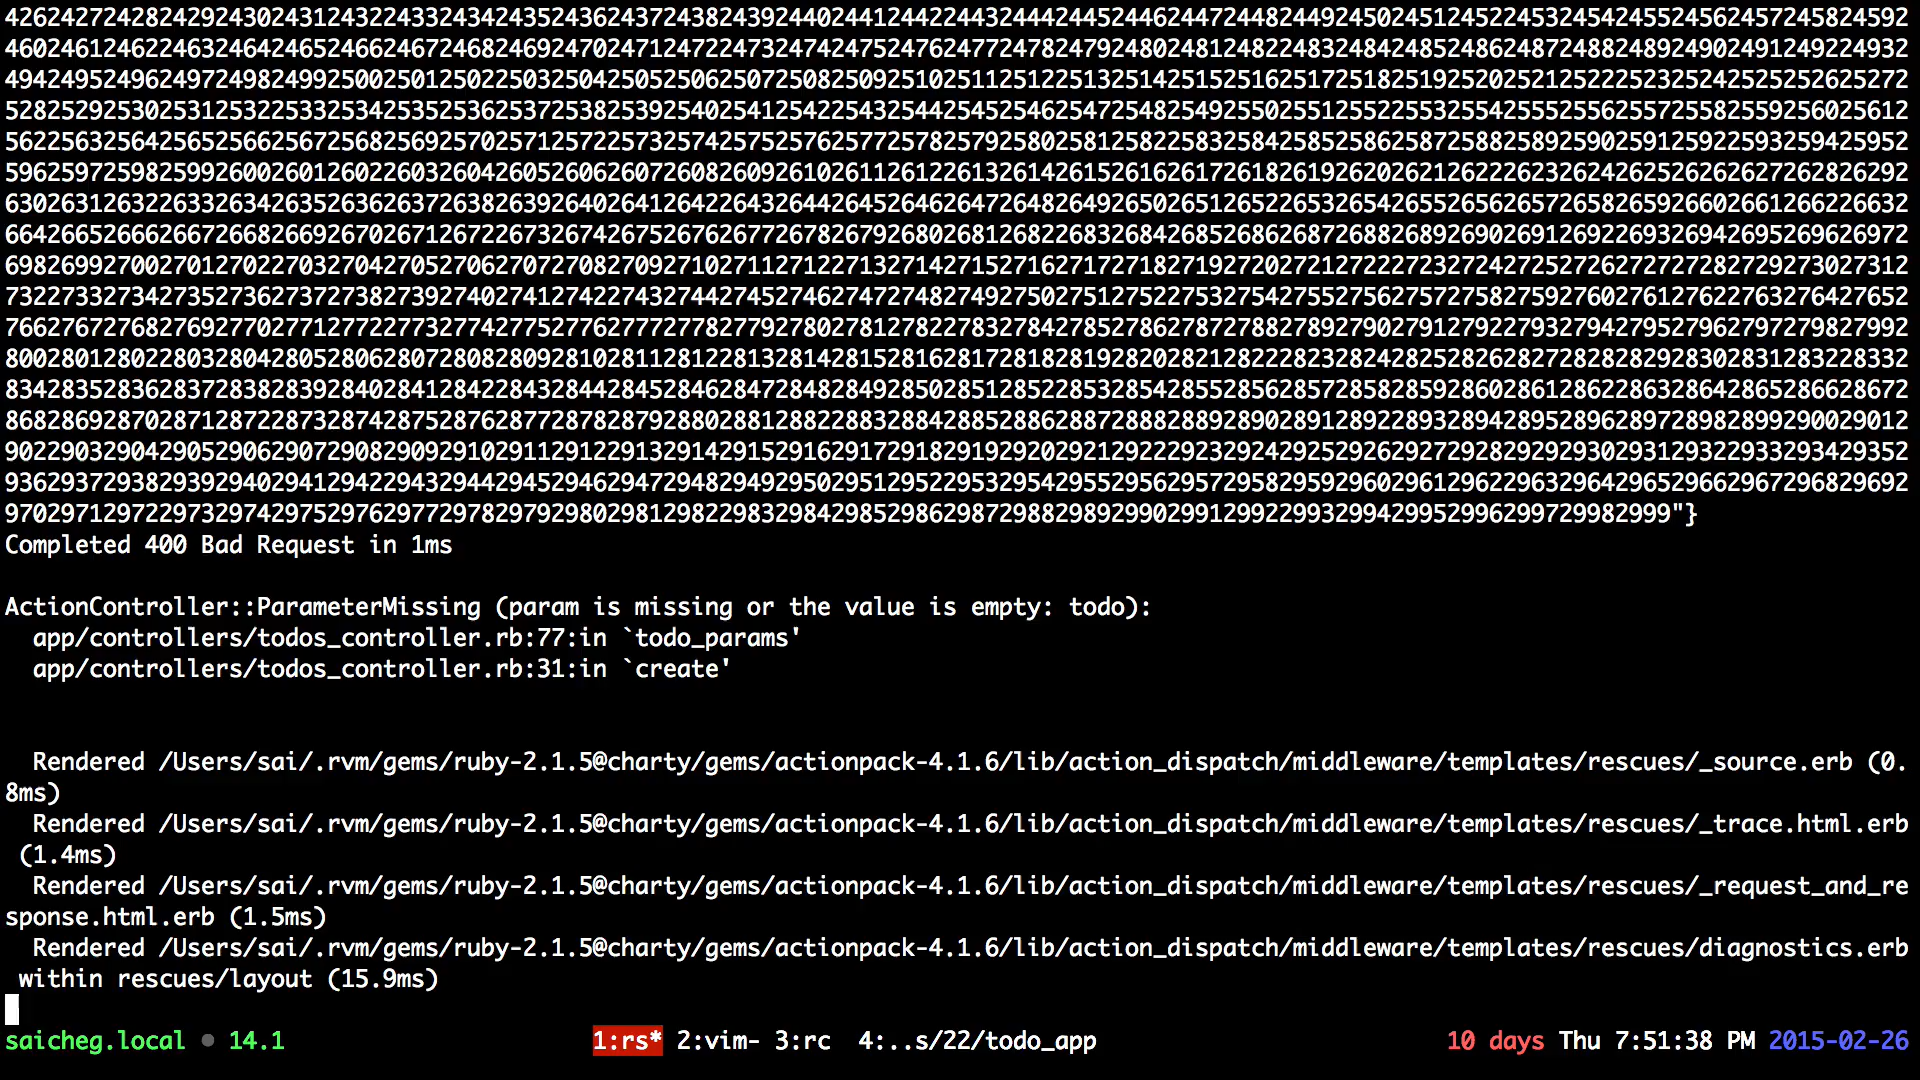 4262427242824292430243124322433243424352436243724382439244024412442244324442445244624472448244924502451245224532454245524562457245824592
4602461246224632464246524662467246824692470247124722473247424752476247724782479248024812482248324842485248624872488248924902491249224932
4942495249624972498249925002501250225032504250525062507250825092510251125122513251425152516251725182519252025212522252325242525252625272
5282529253025312532253325342535253625372538253925402541254225432544254525462547254825492550255125522553255425552556255725582559256025612
5622563256425652566256725682569257025712572257325742575257625772578257925802581258225832584258525862587258825892590259125922593259425952
5962597259825992600260126022603260426052606260726082609261026112612261326142615261626172618261926202621262226232624262526262627262826292
6302631263226332634263526362637263826392640264126422643264426452646264726482649265026512652265326542655265626572658265926602661266226632
6642665266626672668266926702671267226732674267526762677267826792680268126822683268426852686268726882689269026912692269326942695269626972
6982699270027012702270327042705270627072708270927102711271227132714271527162717271827192720272127222723272427252726272727282729273027312
7322733273427352736273727382739274027412742274327442745274627472748274927502751275227532754275527562757275827592760276127622763276427652
7662767276827692770277127722773277427752776277727782779278027812782278327842785278627872788278927902791279227932794279527962797279827992
8002801280228032804280528062807280828092810281128122813281428152816281728182819282028212822282328242825282628272828282928302831283228332
8342835283628372838283928402841284228432844284528462847284828492850285128522853285428552856285728582859286028612862286328642865286628672
8682869287028712872287328742875287628772878287928802881288228832884288528862887288828892890289128922893289428952896289728982899290029012
9022903290429052906290729082909291029112912291329142915291629172918291929202921292229232924292529262927292829292930293129322933293429352
9362937293829392940294129422943294429452946294729482949295029512952295329542955295629572958295929602961296229632964296529662967296829692
97029712972297329742975297629772978297929802981298229832984298529862987298829892990299129922993299429952996299729982999"}
Completed 400 Bad Request in 1ms
ActionController::ParameterMissing (param is missing or the value is empty: todo):
app/controllers/todos_controller.rb:77:in `todo_params'
app/controllers/todos_controller.rb:31:in `create'
Rendered /Users/sai/.rvm/gems/ruby-2.1.5@charty/gems/actionpack-4.1.6/lib/action_dispatch/middleware/templates/rescues/_source.erb (0.
8ms)
Rendered /Users/sai/.rvm/gems/ruby-2.1.5@charty/gems/actionpack-4.1.6/lib/action_dispatch/middleware/templates/rescues/_trace.html.erb
(1.4ms)
Rendered /Users/sai/.rvm/gems/ruby-2.1.5@charty/gems/actionpack-4.1.6/lib/action_dispatch/middleware/templates/rescues/_request_and_re
sponse.html.erb (1.5ms)
Rendered /Users/sai/.rvm/gems/ruby-2.1.5@charty/gems/actionpack-4.1.6/lib/action_dispatch/middleware/templates/rescues/diagnostics.erb
within rescues/layout (15.9ms)
saicheg.local ● 14.1 1:rs* 2:vim- 3:rc 4:..s/22/todo_app 10 days Thu 7:51:38 PM 2015-02-26